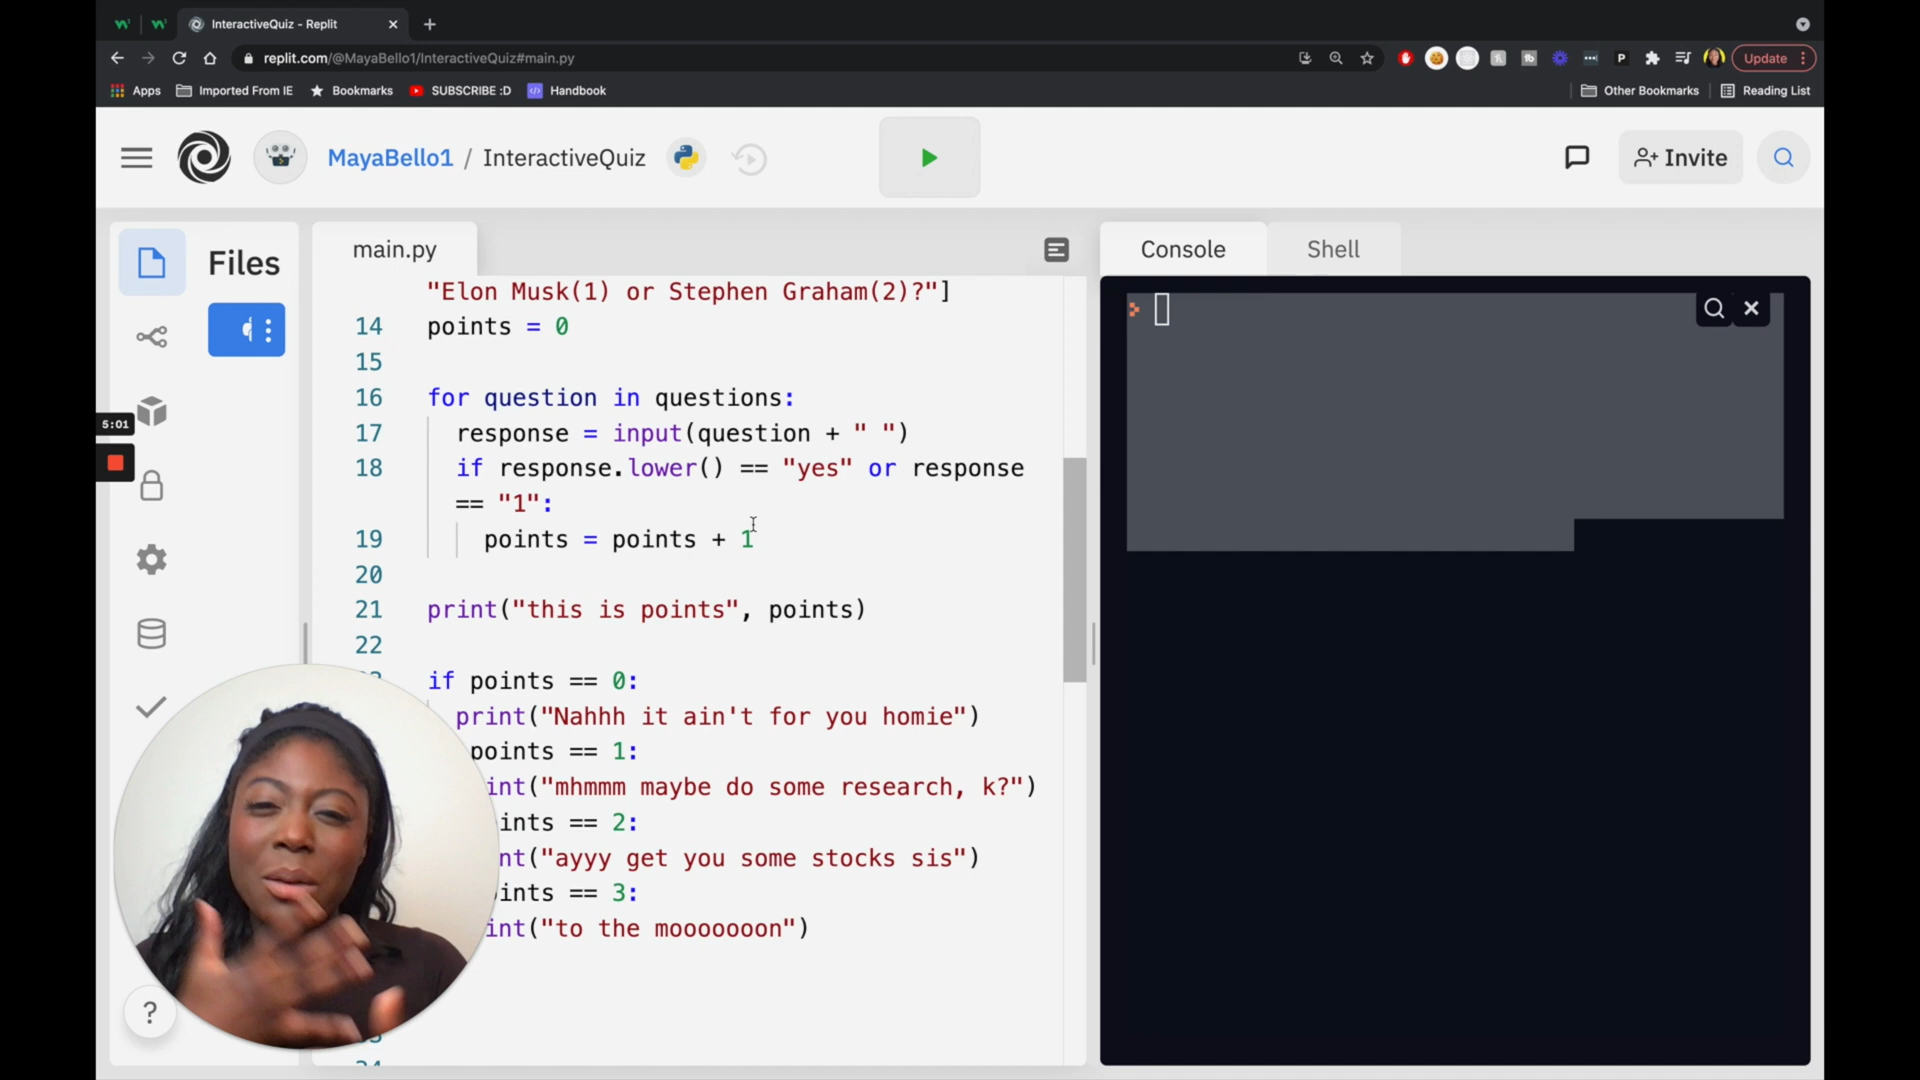 InteractiveQuiz - Replit
replit.com/@MayaBello1/InteractiveQuiz#main.py
Update
Apps Imported From IE Bookmarks SUBSCRIBE :D Handbook Other Bookmarks Reading List
MayaBello1 / InteractiveQuiz
Invite
Files
main.py
Console Shell
"Elon Musk(1) or Stephen Graham(2)?"]
14 points = 0
15
16 for question in questions:
17 response = input(question + " ")
18 if response.lower() == "yes" or response
== "1":
19 points = points + 1
20
21 print("this is points", points)
22
if points == 0:
print("Nahhh it ain't for you homie")
points == 1:
int("mhmmm maybe do some research, k?")
ints == 2:
nt("ayyy get you some stocks sis")
ints == 3:
int("to the mooooooon")
5:01
?